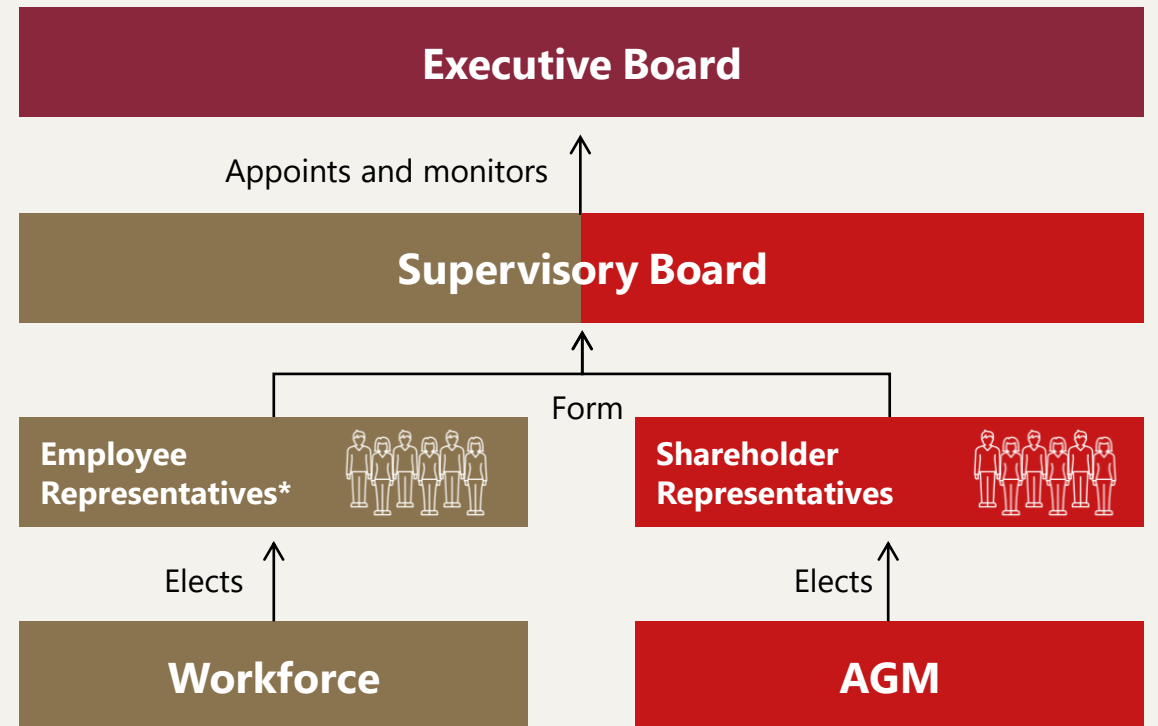 Executive Board
Appoints and monitors
Supervisory Board
Form
Employee
Representatives*
Shareholder
Representatives
Elects
Elects
Workforce
AGM